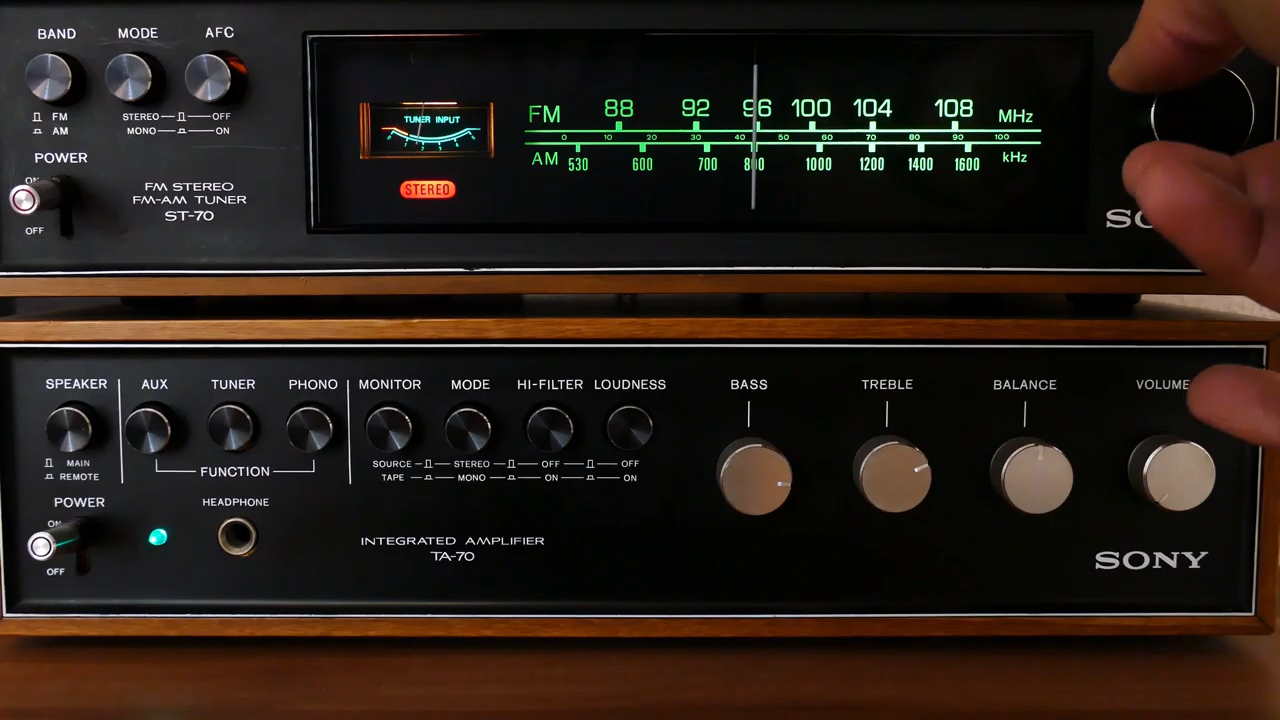 BAND MODE AFC
FM STEREO OFF
AM MONO ON
POWER
ON
OFF
FM STEREO
FM-AM TUNER
ST-70
TUNER INPUT
STEREO
FM 88 92 96 100 104 108 MHz
0 10 20 30 40 50 60 70 80 90 100
AM 530 600 700 800 1000 1200 1400 1600 kHz
SPEAKER AUX TUNER PHONO MONITOR MODE HI-FILTER LOUDNESS BASS TREBLE BALANCE VOLUME
MAIN
REMOTE
FUNCTION
SOURCE STEREO OFF OFF
TAPE MONO ON ON
POWER
ON
OFF
HEADPHONE
INTEGRATED AMPLIFIER
TA-70
SONY